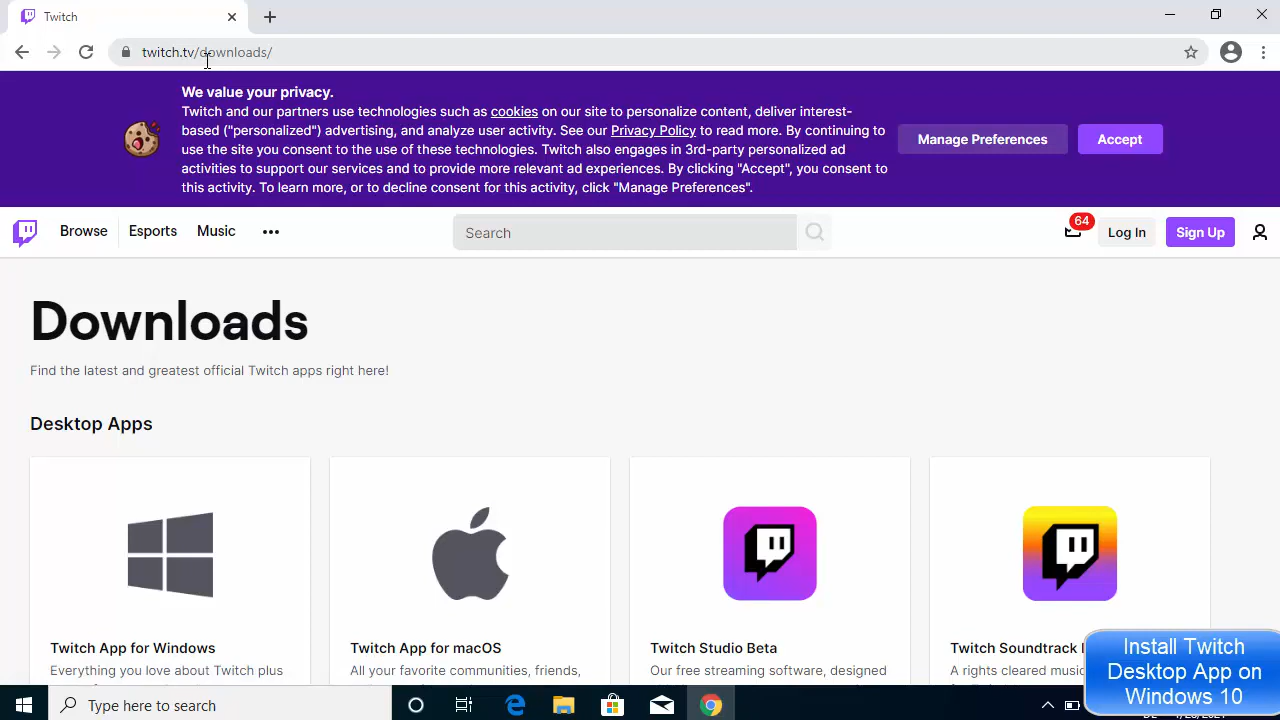 Twitch
twitch.tv/downloads/
We value your privacy.
Twitch and our partners use technologies such as cookies on our site to personalize content, deliver interest-
based ("personalized") advertising, and analyze user activity. See our Privacy Policy to read more. By continuing to
use the site you consent to the use of these technologies. Twitch also engages in 3rd-party personalized ad
activities to support our services and to provide more relevant ad experiences. By clicking "Accept", you consent to
this activity. To learn more, or to decline consent for this activity, click "Manage Preferences".
Manage Preferences
Accept
Browse
Esports
Music
Search
64
Log In
Sign Up
Downloads
Find the latest and greatest official Twitch apps right here!
Desktop Apps
Twitch App for Windows
Everything you love about Twitch plus
Twitch App for macOS
All your favorite communities, friends,
Twitch Studio Beta
Our free streaming software, designed
Twitch Soundtrack
A rights cleared music
Install Twitch
Desktop App on
Windows 10
Type here to search